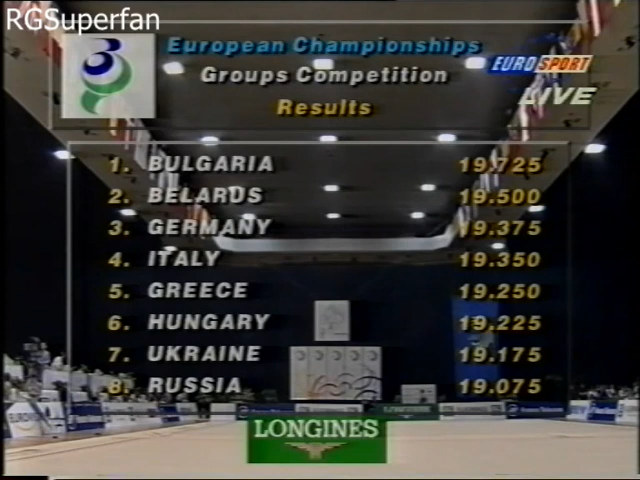 RGSuperfan
European Championships
Groups Competition
Results
EUROSPORT
LIVE
1. BULGARIA 19.725
2. BELARUS 19.500
3. GERMANY 19.375
4. ITALY 19.350
5. GREECE 19.250
6. HUNGARY 19.225
7. UKRAINE 19.175
8. RUSSIA 19.075
LONGINES